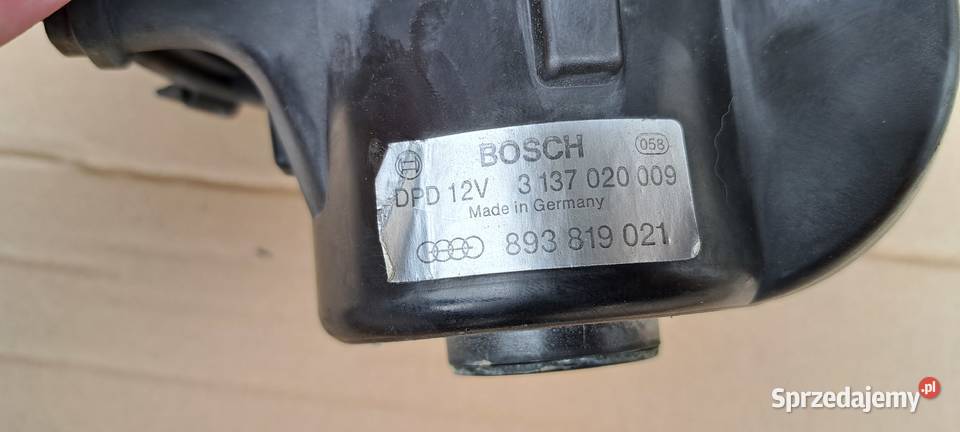 BOSCH 058
DPD 12V 3 137 020 009
Made in Germany
893 819 021
Sprzedajemy.pl